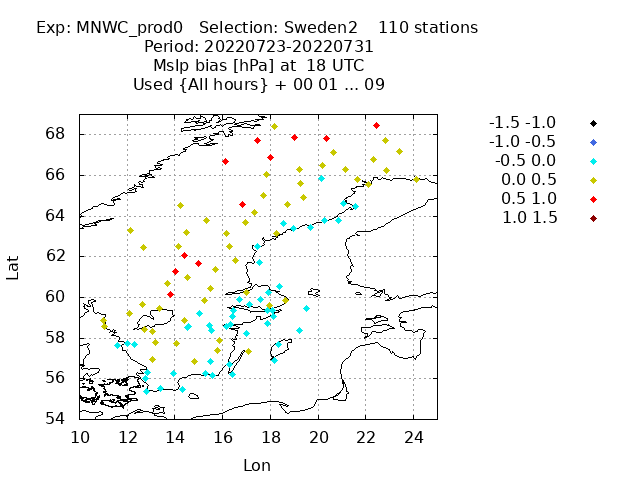 Exp: MNWC_prod0 Selection: Sweden2 110 stations
Period: 20220723-20220731
Mslp bias [hPa] at 18 UTC
Used {All hours} + 00 01 ... 09
-1.5 -1.0
-1.0 -0.5
-0.5 0.0
0.0 0.5
0.5 1.0
1.0 1.5
68
66
64
62
60
58
56
54
Lat
10 12 14 16 18 20 22 24
Lon